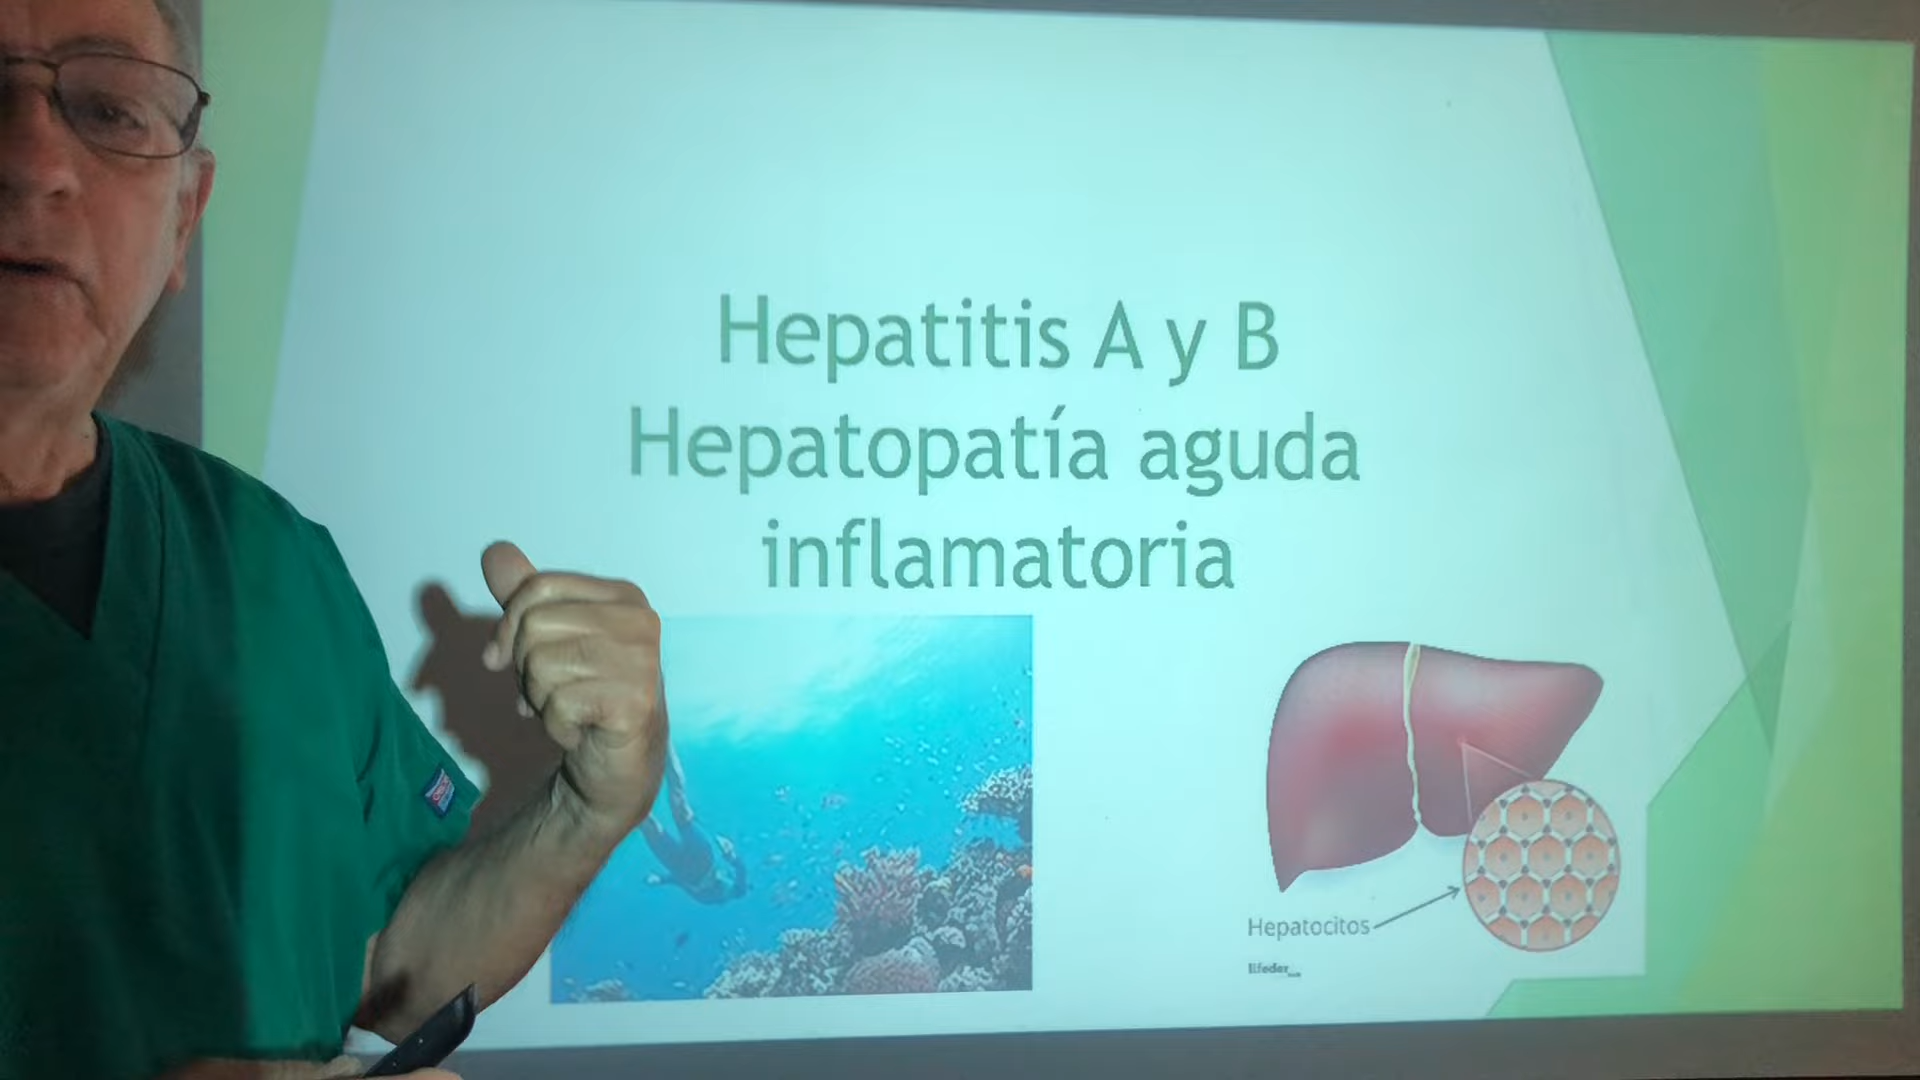 Hepatitis A y B
Hepatopatía aguda
inflamatoria
Hepatocitos